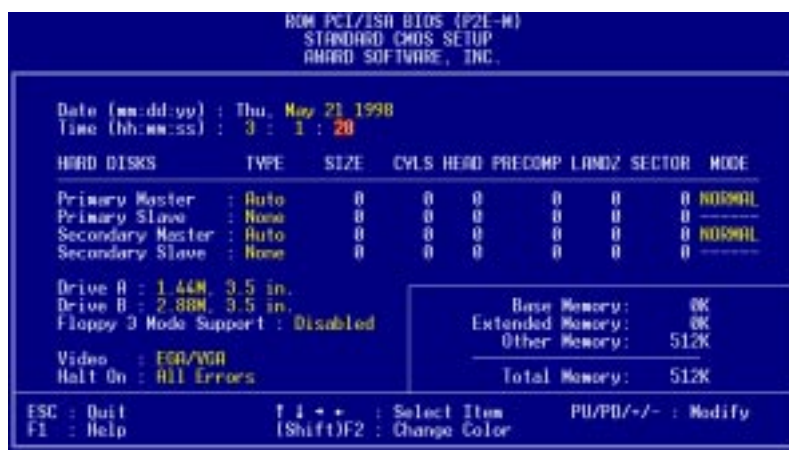 ROM PCI/ISA BIOS (P2E-M)
STANDARD CMOS SETUP
AWARD SOFTWARE, INC.
Date (mm:dd:yy) : Thu, May 21 1998
Time (hh:mm:ss) : 3 : 1 : 28
HARD DISKS TYPE SIZE CYLS HEAD PRECOMP LANDZ SECTOR MODE
Primary Master : Auto 0 0 0 0 0 0 NORMAL
Primary Slave : None 0 0 0 0 0 0 ------
Secondary Master : Auto 0 0 0 0 0 0 NORMAL
Secondary Slave : None 0 0 0 0 0 0 ------
Drive A : 1.44M, 3.5 in.
Drive B : 2.88M, 3.5 in.
Floppy 3 Mode Support : Disabled
Video : EGA/VGA
Halt On : All Errors
Base Memory: 0K
Extended Memory: 0K
Other Memory: 512K
Total Memory: 512K
ESC : Quit ↑ ↓ → ← : Select Item PU/PD/+/- : Modify
F1 : Help (Shift)F2 : Change Color